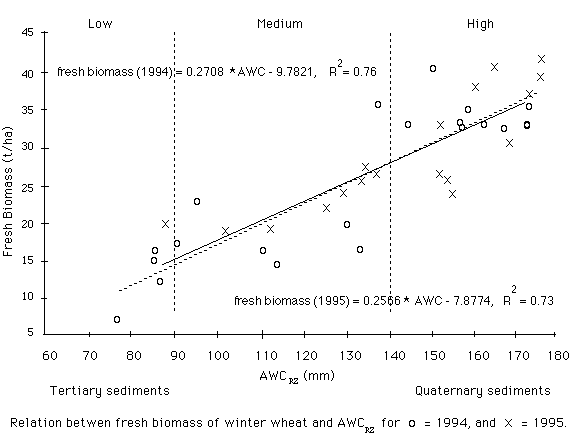 Low Medium High
45
40
35
30
25
20
15
10
5
Fresh Biomass (t/ha)
fresh biomass (1994) = 0.2708 * AWC - 9.7821, R2 = 0.76
fresh biomass (1995) = 0.2566 * AWC - 7.8774, R2 = 0.73
60 70 80 90 100 110 120 130 140 150 160 170 180
AWCRZ (mm)
Tertiary sediments Quaternary sediments
Relation betwen fresh biomass of winter wheat and AWCRZ for o = 1994, and X = 1995.